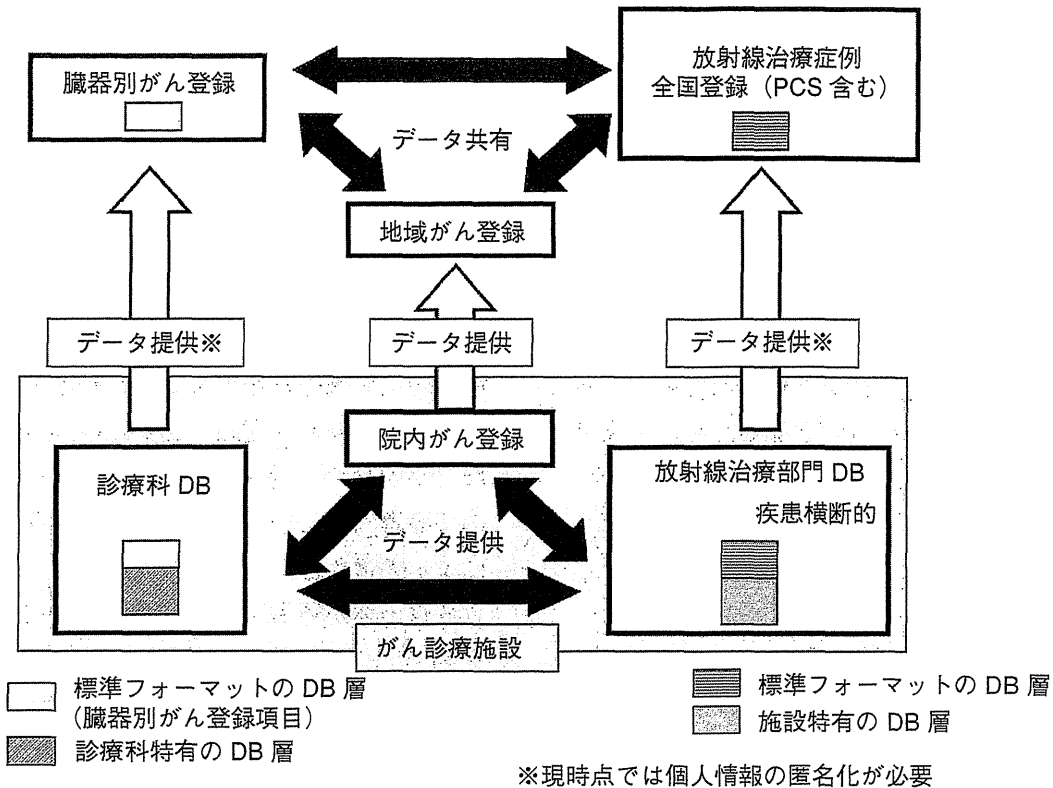 臓器別がん登録
放射線治療症例
全国登録（PCS 含む）
データ共有
地域がん登録
データ提供※
データ提供
データ提供※
院内がん登録
診療科 DB
放射線治療部門 DB
疾患横断的
データ提供
がん診療施設
標準フォーマットの DB 層
（臓器別がん登録項目）
診療科特有の DB 層
標準フォーマットの DB 層
施設特有の DB 層
※現時点では個人情報の匿名化が必要